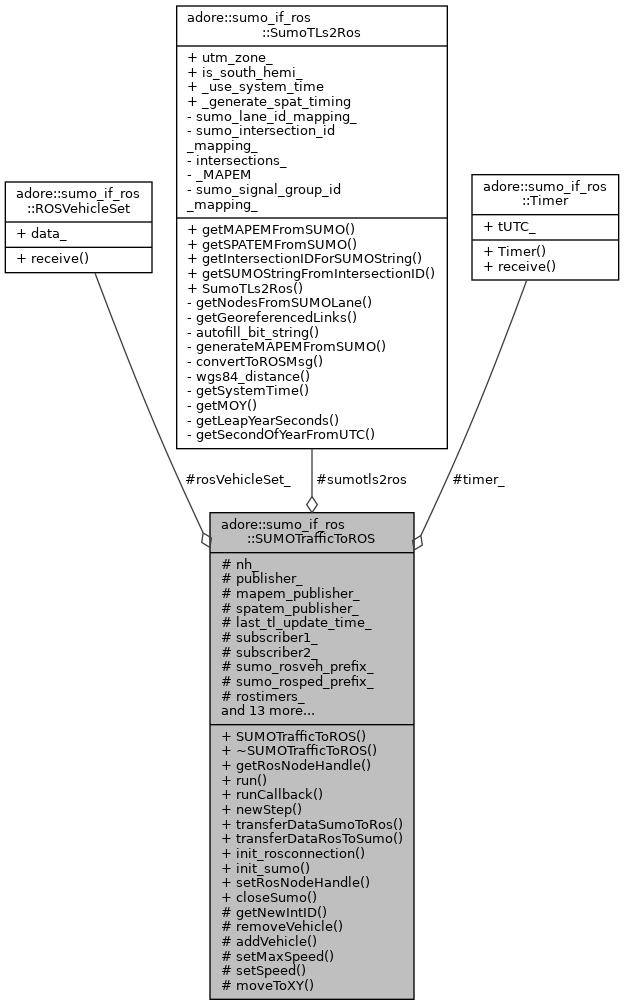 adore::sumo_if_ros
::SumoTLs2Ros
+ utm_zone_
+ is_south_hemi_
+ _use_system_time
+ _generate_spat_timing
- sumo_lane_id_mapping_
- sumo_intersection_id
_mapping_
- intersections_
- _MAPEM
- sumo_signal_group_id
_mapping_
+ getMAPEMFromSUMO()
+ getSPATEMFromSUMO()
+ getIntersectionIDForSUMOString()
+ getSUMOStringFromIntersectionID()
+ SumoTLs2Ros()
- getNodesFromSUMOLane()
- getGeoreferencedLinks()
- autofill_bit_string()
- generateMAPEMFromSUMO()
- convertToROSMsg()
- wgs84_distance()
- getSystemTime()
- getMOY()
- getLeapYearSeconds()
- getSecondOfYearFromUTC()
adore::sumo_if_ros
::ROSVehicleSet
+ data_
+ receive()
adore::sumo_if_ros
::Timer
+ tUTC_
+ Timer()
+ receive()
#rosVehicleSet_
#sumotls2ros
#timer_
adore::sumo_if_ros
::SUMOTrafficToROS
# nh_
# publisher_
# mapem_publisher_
# spatem_publisher_
# last_tl_update_time_
# subscriber1_
# subscriber2_
# sumo_rosveh_prefix_
# sumo_rosped_prefix_
# rostimers_
and 13 more...
+ SUMOTrafficToROS()
+ ~SUMOTrafficToROS()
+ getRosNodeHandle()
+ run()
+ runCallback()
+ newStep()
+ transferDataSumoToRos()
+ transferDataRosToSumo()
+ init_rosconnection()
+ init_sumo()
+ setRosNodeHandle()
+ closeSumo()
# getNewIntID()
# removeVehicle()
# addVehicle()
# setMaxSpeed()
# setSpeed()
# moveToXY()